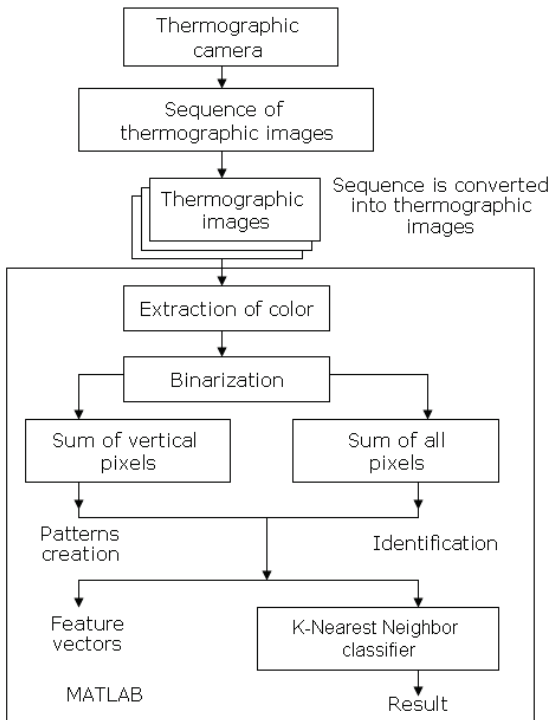 Thermographic
camera
Sequence of
thermographic images
Thermographic
images
Sequence is converted
into thermographic
images
Extraction of color
Binarization
Sum of vertical
pixels
Sum of all
pixels
Patterns
creation
Identification
Feature
vectors
K-Nearest Neighbor
classifier
MATLAB
Result